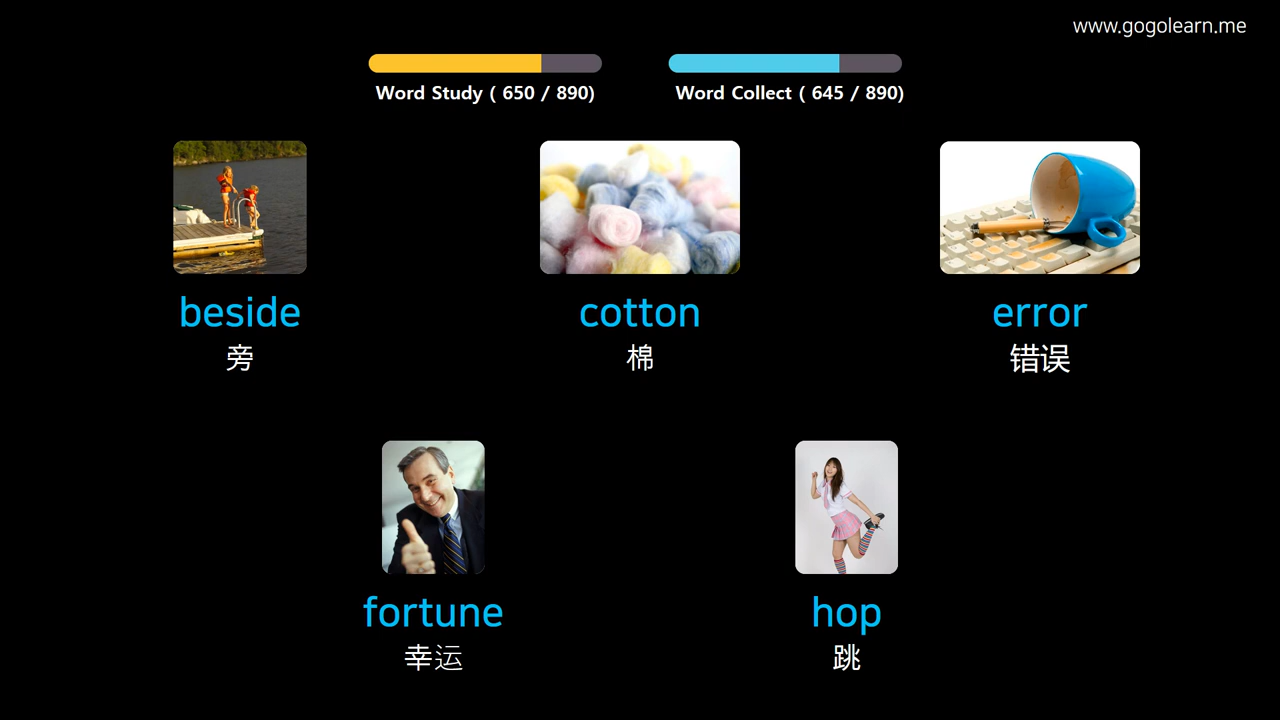 www.gogolearn.me
Word Study ( 650 / 890)
Word Collect ( 645 / 890)
beside
旁
cotton
棉
error
错误
fortune
幸运
hop
跳